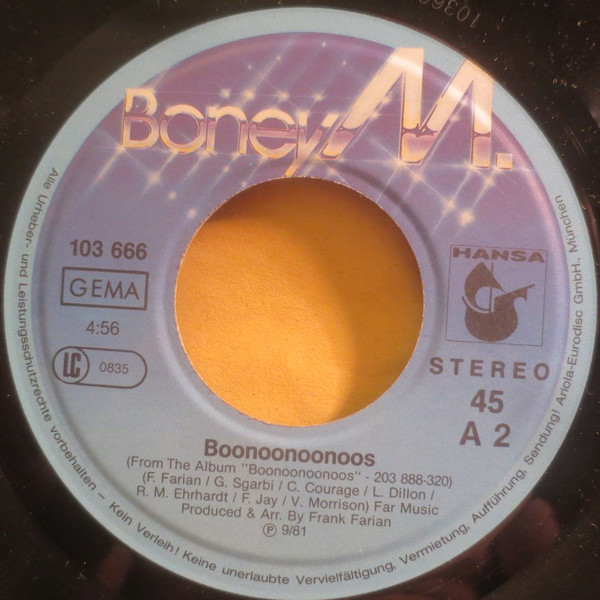 Boney M.
103 666
GEMA
4:56
LC 0835
HANSA
STEREO
45
A 2
Boonoonoonoos
(From The Album "Boonoonoonoos" - 203 888-320)
(F. Farian / G. Sgarbi / C. Courage / L. Dillon /
R. M. Ehrhardt / F. Jay / V. Morrison) Far Music
Produced & Arr. By Frank Farian
℗ 9/81
Alle Urheber- und Leistungsschutzrechte vorbehalten – Kein Verleih! Keine unerlaubte Vervielfältigung, Vermietung, Aufführung, Sendung! Ariola-Eurodisc GmbH., München